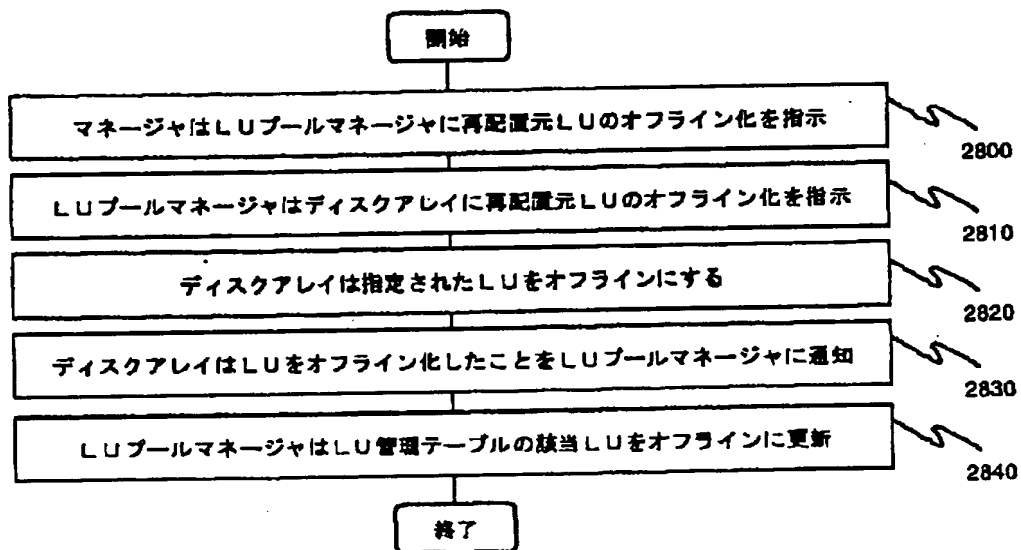 開始
マネージャはLUプールマネージャに再配置元LUのオフライン化を指示
2800
LUプールマネージャはディスクアレイに再配置元LUのオフライン化を指示
2810
ディスクアレイは指定されたLUをオフラインにする
2820
ディスクアレイはLUをオフライン化したことをLUプールマネージャに通知
2830
LUプールマネージャはLU管理テーブルの該当LUをオフラインに更新
2840
終了